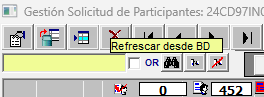 Gestión Solicitud de Participantes: 24CD97IN
Refrescar desde BD
OR
0
452